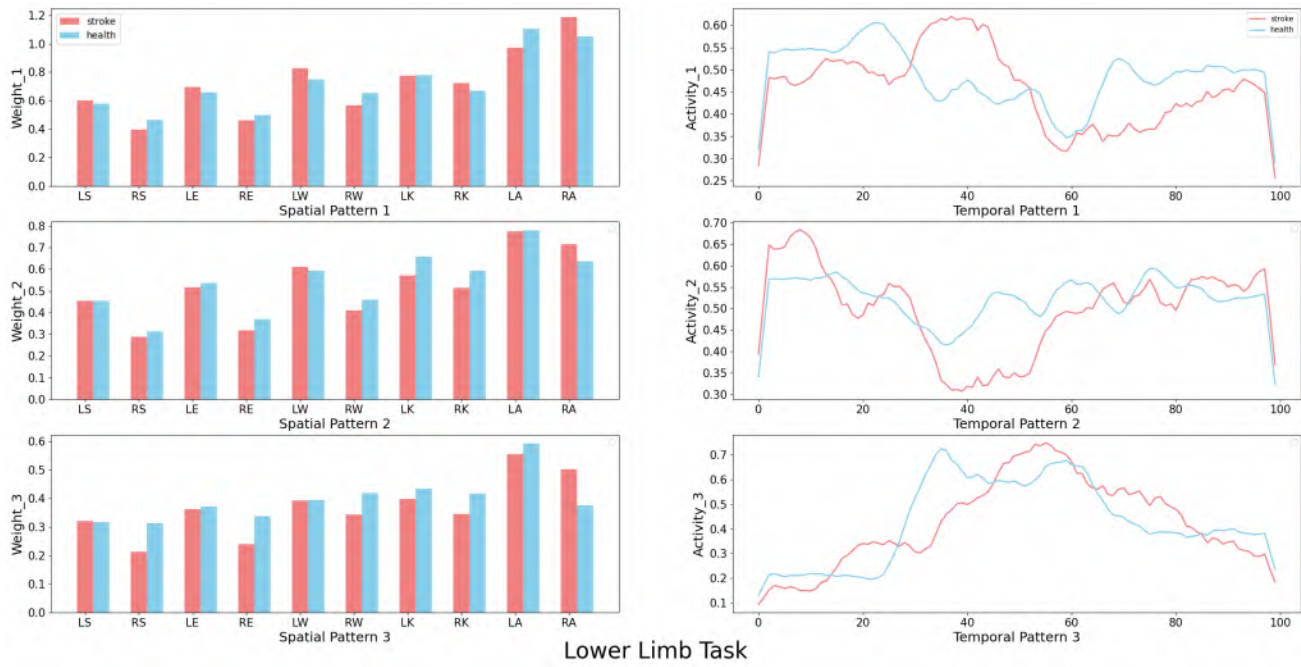 stroke
health
Weight_1
1.2
1.0
0.8
0.6
0.4
0.2
0.0
LS RS LE RE LW RW LK RK LA RA
Spatial Pattern 1
stroke
health
Activity_1
0.60
0.55
0.50
0.45
0.40
0.35
0.30
0.25
0 20 40 60 80 100
Temporal Pattern 1
Weight_2
0.8
0.7
0.6
0.5
0.4
0.3
0.2
0.1
0.0
LS RS LE RE LW RW LK RK LA RA
Spatial Pattern 2
Activity_2
0.70
0.65
0.60
0.55
0.50
0.45
0.40
0.35
0.30
0 20 40 60 80 100
Temporal Pattern 2
Weight_3
0.6
0.5
0.4
0.3
0.2
0.1
0.0
LS RS LE RE LW RW LK RK LA RA
Spatial Pattern 3
Activity_3
0.7
0.6
0.5
0.4
0.3
0.2
0.1
0 20 40 60 80 100
Temporal Pattern 3
Lower Limb Task